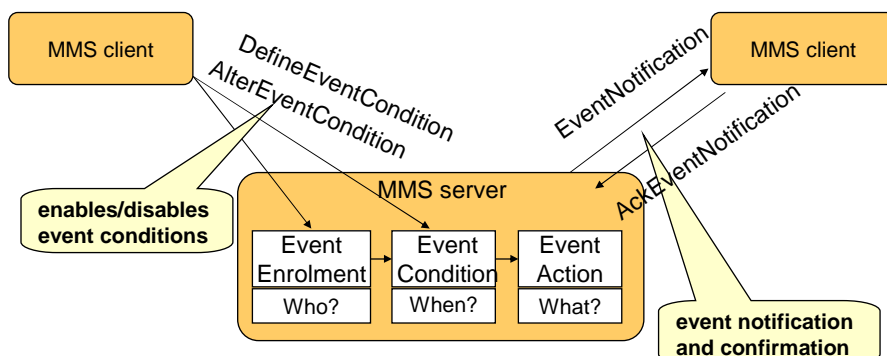 MMS client
MMS client
DefineEventCondition
AlterEventCondition
EventNotification
AckEventNotification
enables/disables
event conditions
MMS server
Event
Enrolment
Who?
Event
Condition
When?
Event
Action
What?
event notification
and confirmation